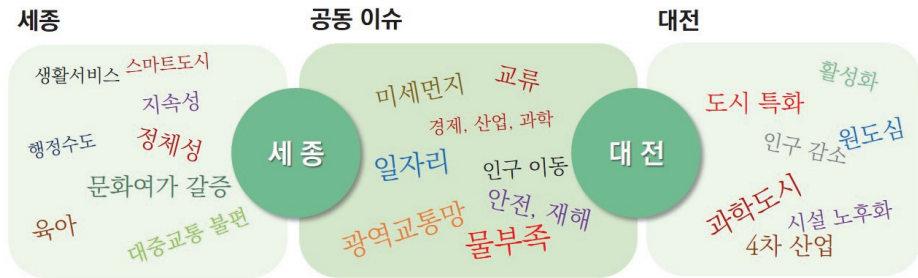 세종
생활서비스
스마트도시
지속성
행정수도
정체성
문화여가 갈증
육아
대중교통 불편
세 종
공동 이슈
미세먼지
교류
경제, 산업, 과학
일자리
인구 이동
안전, 재해
광역교통망
물부족
대 전
대전
활성화
도시 특화
원도심
인구 감소
과학도시
시설 노후화
4차 산업